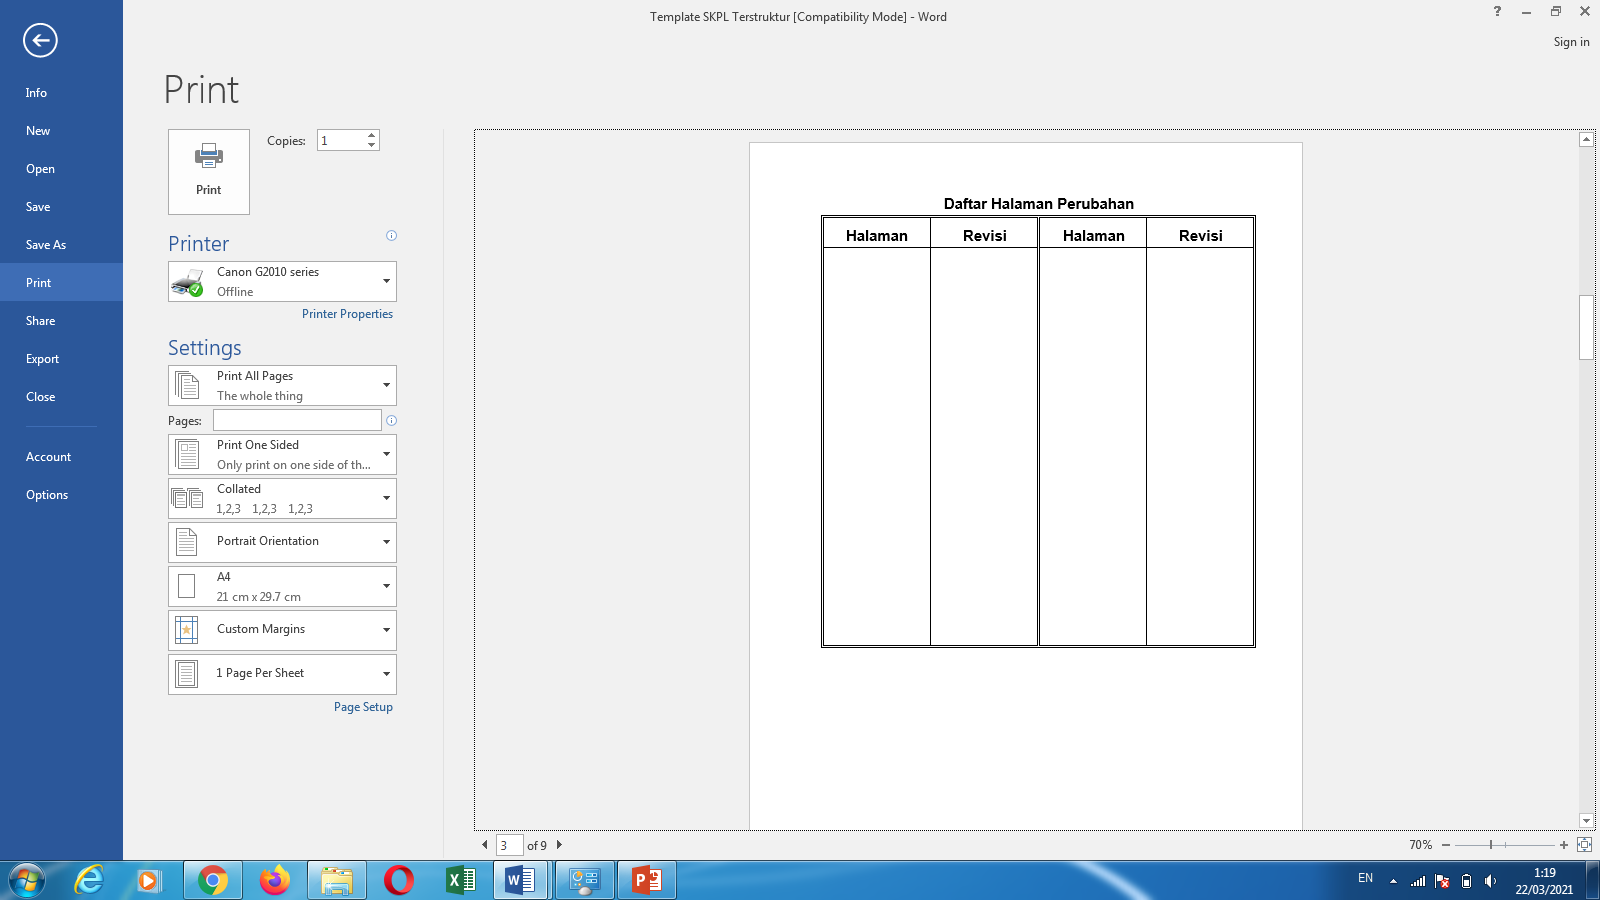 Template SKPL Terstruktur [Compatibility Mode] - Word
Sign in
Info
New
Open
Save
Save As
Print
Share
Export
Close
Account
Options
Print
Print
Copies: 1
Printer
Canon G2010 series
Offline
Printer Properties
Settings
Print All Pages
The whole thing
Pages:
Print One Sided
Only print on one side of th...
Collated
1,2,3 1,2,3 1,2,3
Portrait Orientation
A4
21 cm x 29.7 cm
Custom Margins
1 Page Per Sheet
Page Setup
Daftar Halaman Perubahan
Halaman Revisi Halaman Revisi
3 of 9
70%
EN
1:19
22/03/2021